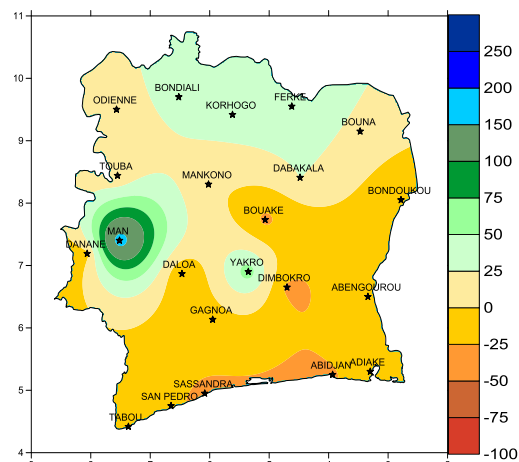 11
10
9
8
7
6
5
4
250
200
150
100
75
50
25
0
-25
-50
-75
-100
BONDIALI
ODIENNE
KORHOGO
FERKE
BOUNA
TOUBA
MANKONO
DABAKALA
BONDOUKOU
BOUAKE
MAN
DANANE
DALOA
YAKRO
DIMBOKRO
ABENGOUROU
GAGNOA
ABIDJAN
ADIAKE
SASSANDRA
SAN PEDRO
TABOU